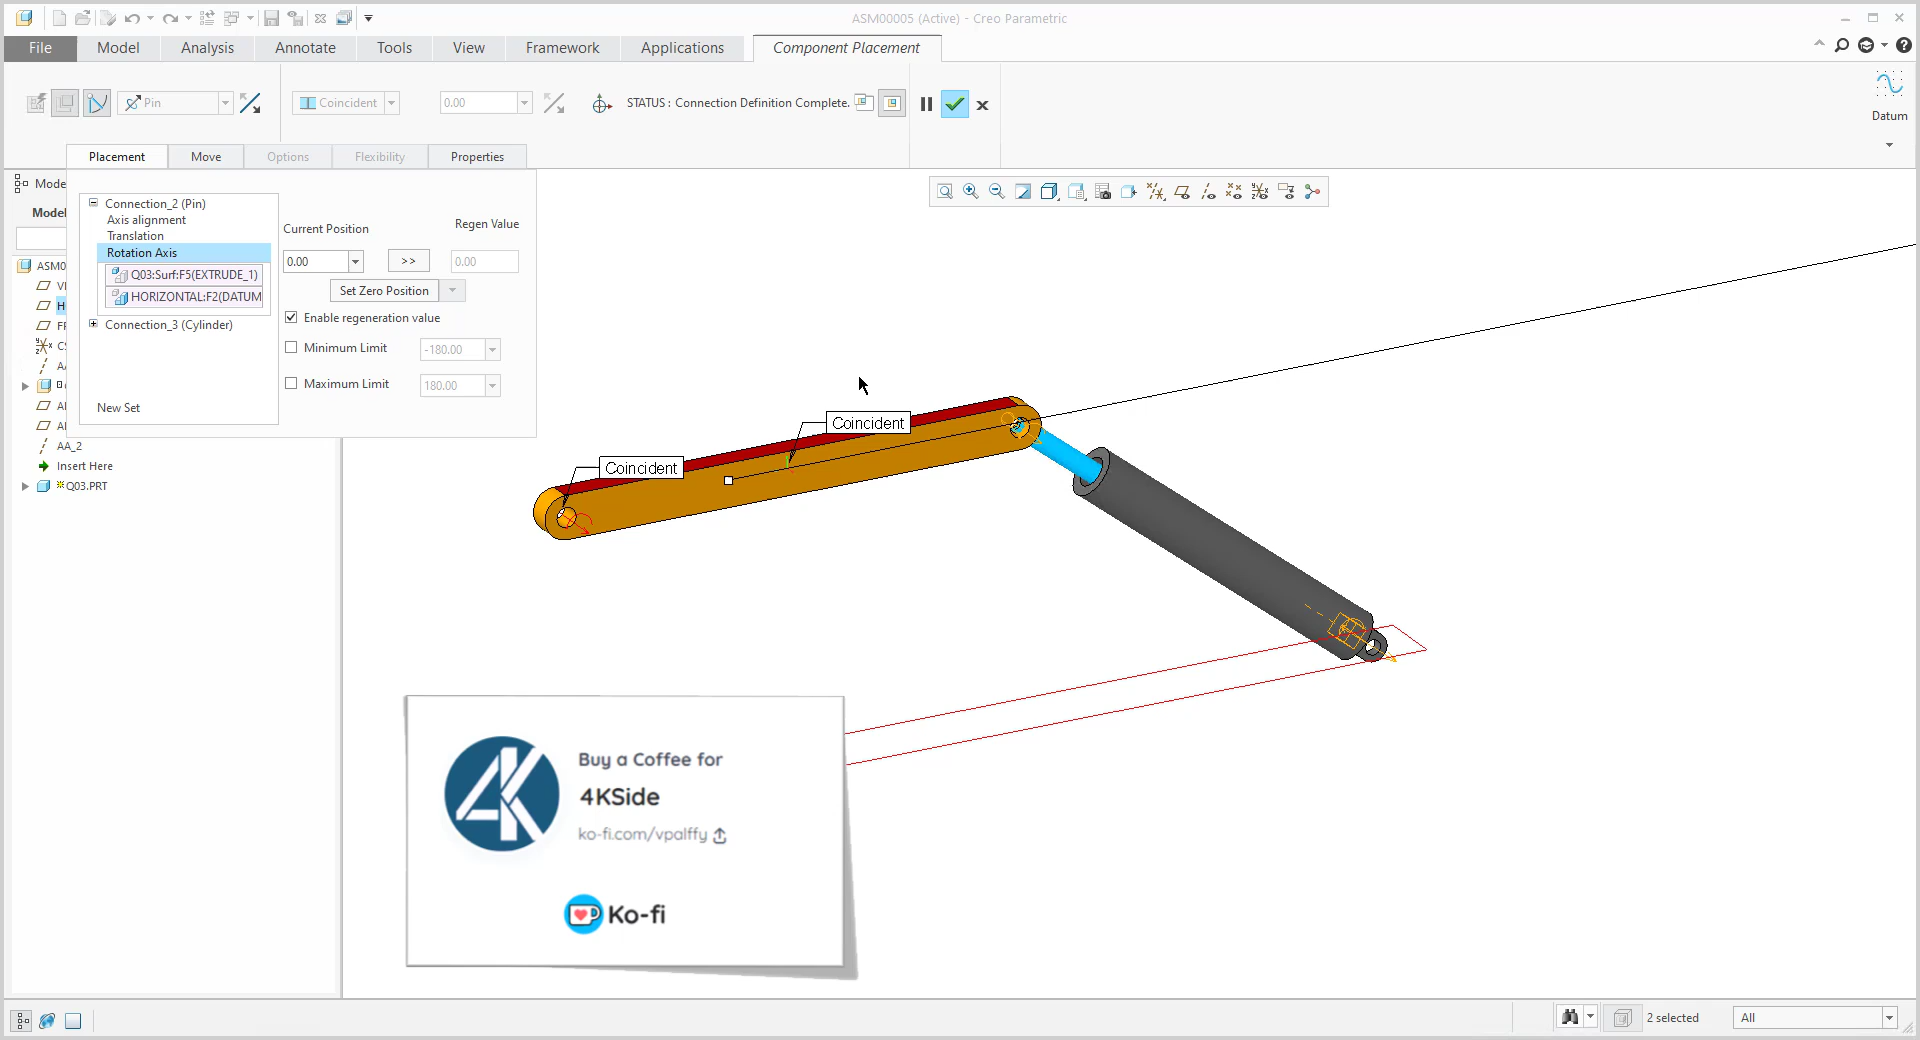 ASM00005 (Active) - Creo Parametric
File Model Analysis Annotate Tools View Framework Applications Component Placement
Pin Coincident 0.00 STATUS : Connection Definition Complete.
Datum
Placement Move Options Flexibility Properties
Mode
Model
ASM0
AA_2
Insert Here
Q03.PRT
Connection_2 (Pin)
Axis alignment
Translation
Rotation Axis
Q03:Surf:F5(EXTRUDE_1)
HORIZONTAL:F2(DATUM
Connection_3 (Cylinder)
New Set
Current Position Regen Value
0.00 >> 0.00
Set Zero Position
Enable regeneration value
Minimum Limit -180.00
Maximum Limit 180.00
Coincident
Coincident
4K
Buy a Coffee for
4KSide
ko-fi.com/vpalffy
Ko-fi
2 selected All